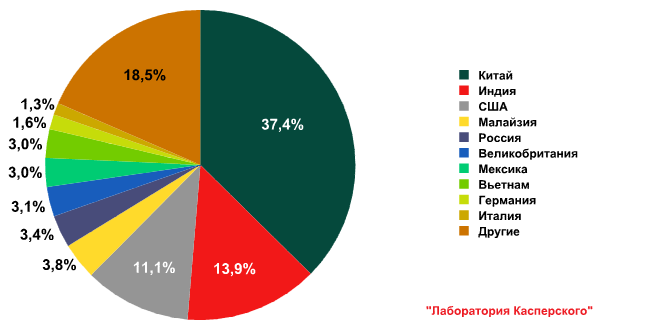 37,4%
13,9%
11,1%
3,8%
3,4%
3,1%
3,0%
3,0%
1,6%
1,3%
18,5%
Китай
Индия
США
Малайзия
Россия
Великобритания
Мексика
Вьетнам
Германия
Италия
Другие
"Лаборатория Касперского"